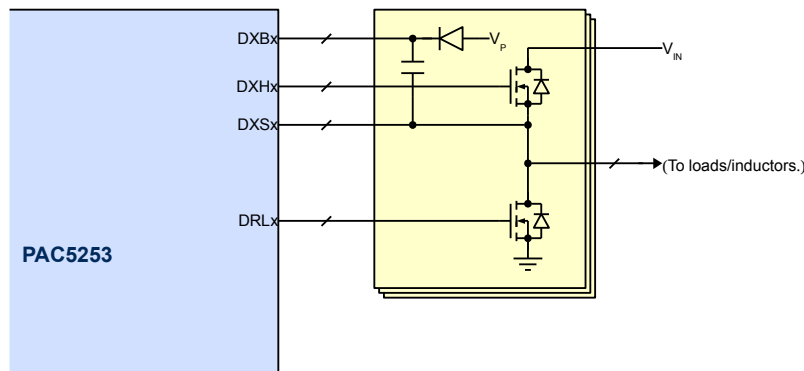 DXBx
V_P
V_IN
DXHx
DXSx
(To loads/inductors.)
DRLx
PAC5253